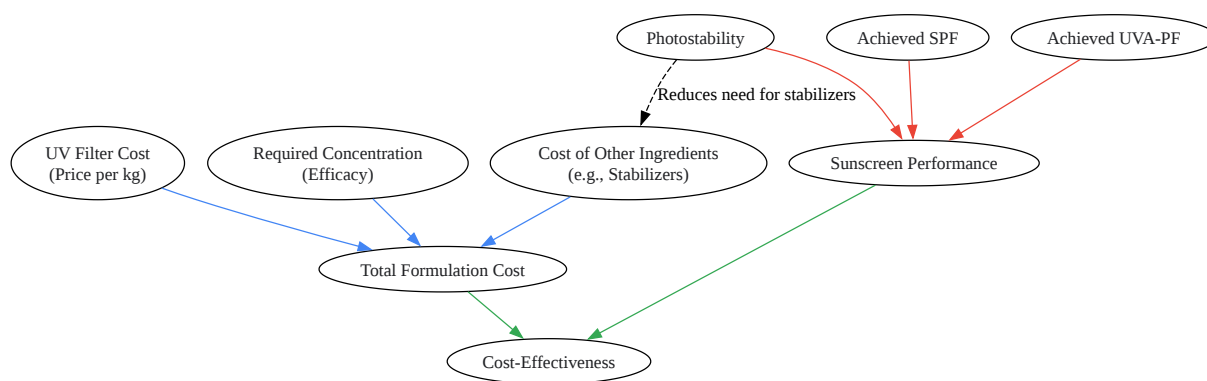 Photostability
Achieved SPF
Achieved UVA-PF
Reduces need for stabilizers
UV Filter Cost
(Price per kg)
Required Concentration
(Efficacy)
Cost of Other Ingredients
(e.g., Stabilizers)
Sunscreen Performance
Total Formulation Cost
Cost-Effectiveness